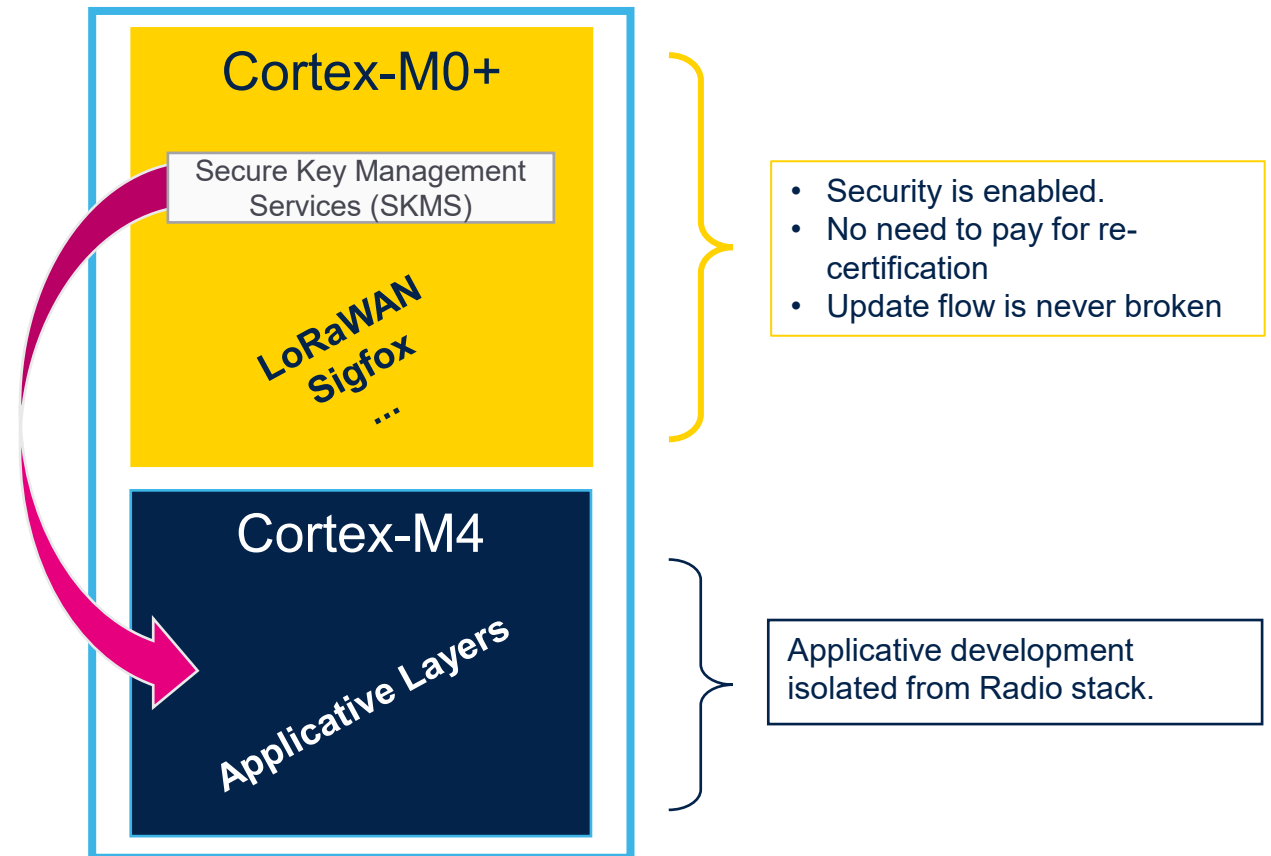 Cortex-M0+
Secure Key Management
Services (SKMS)
LoRaWAN
Sigfox
...
• Security is enabled.
• No need to pay for re-
certification
• Update flow is never broken
Cortex-M4
Applicative Layers
Applicative development
isolated from Radio stack.